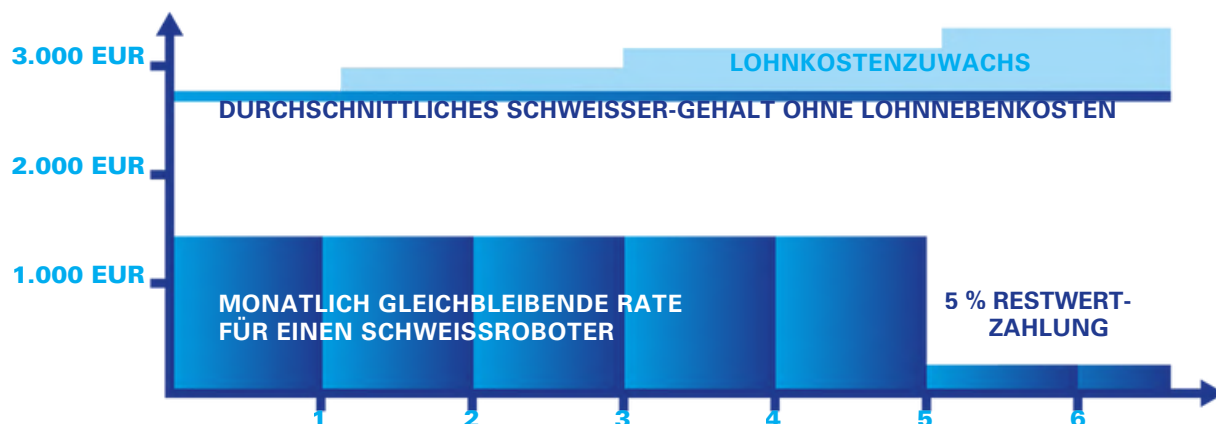 3.000 EUR
LOHNKOSTENZUWACHS
DURCHSCHNITTLICHES SCHWEISSER-GEHALT OHNE LOHNNEBENKOSTEN
2.000 EUR
1.000 EUR
MONATLICH GLEICHBLEIBENDE RATE
FÜR EINEN SCHWEISSROBOTER
5 % RESTWERT-
ZAHLUNG
1 2 3 4 5 6